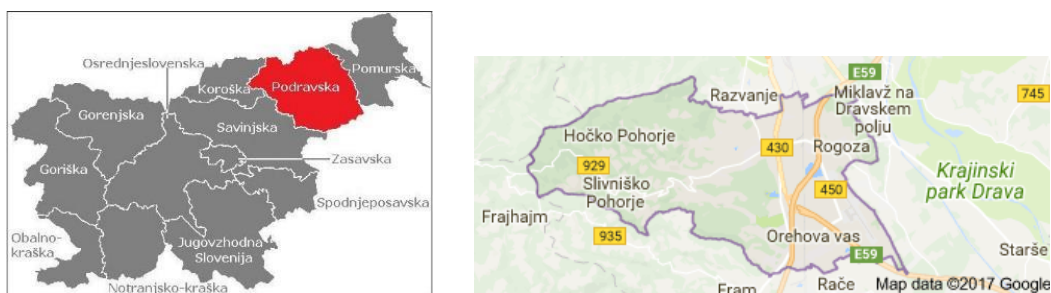 Osrednjeslovenska
Pomurska
Koroška
Podravska
Gorenjska
Savinjska
Zasavska
Goriška
Spodnjeposavska
Obalno-
kraška
Jugovzhodna
Slovenija
Notranjsko-kraška
E59
Razvanje
Miklavž na
Dravskem
polju
745
Hočko Pohorje
430
Rogoza
929
Krajinski
park Drava
Slivniško
Pohorje
450
Frajhajm
935
Orehova vas
E59
Starše
Fram
Rače
Map data ©2017 Google